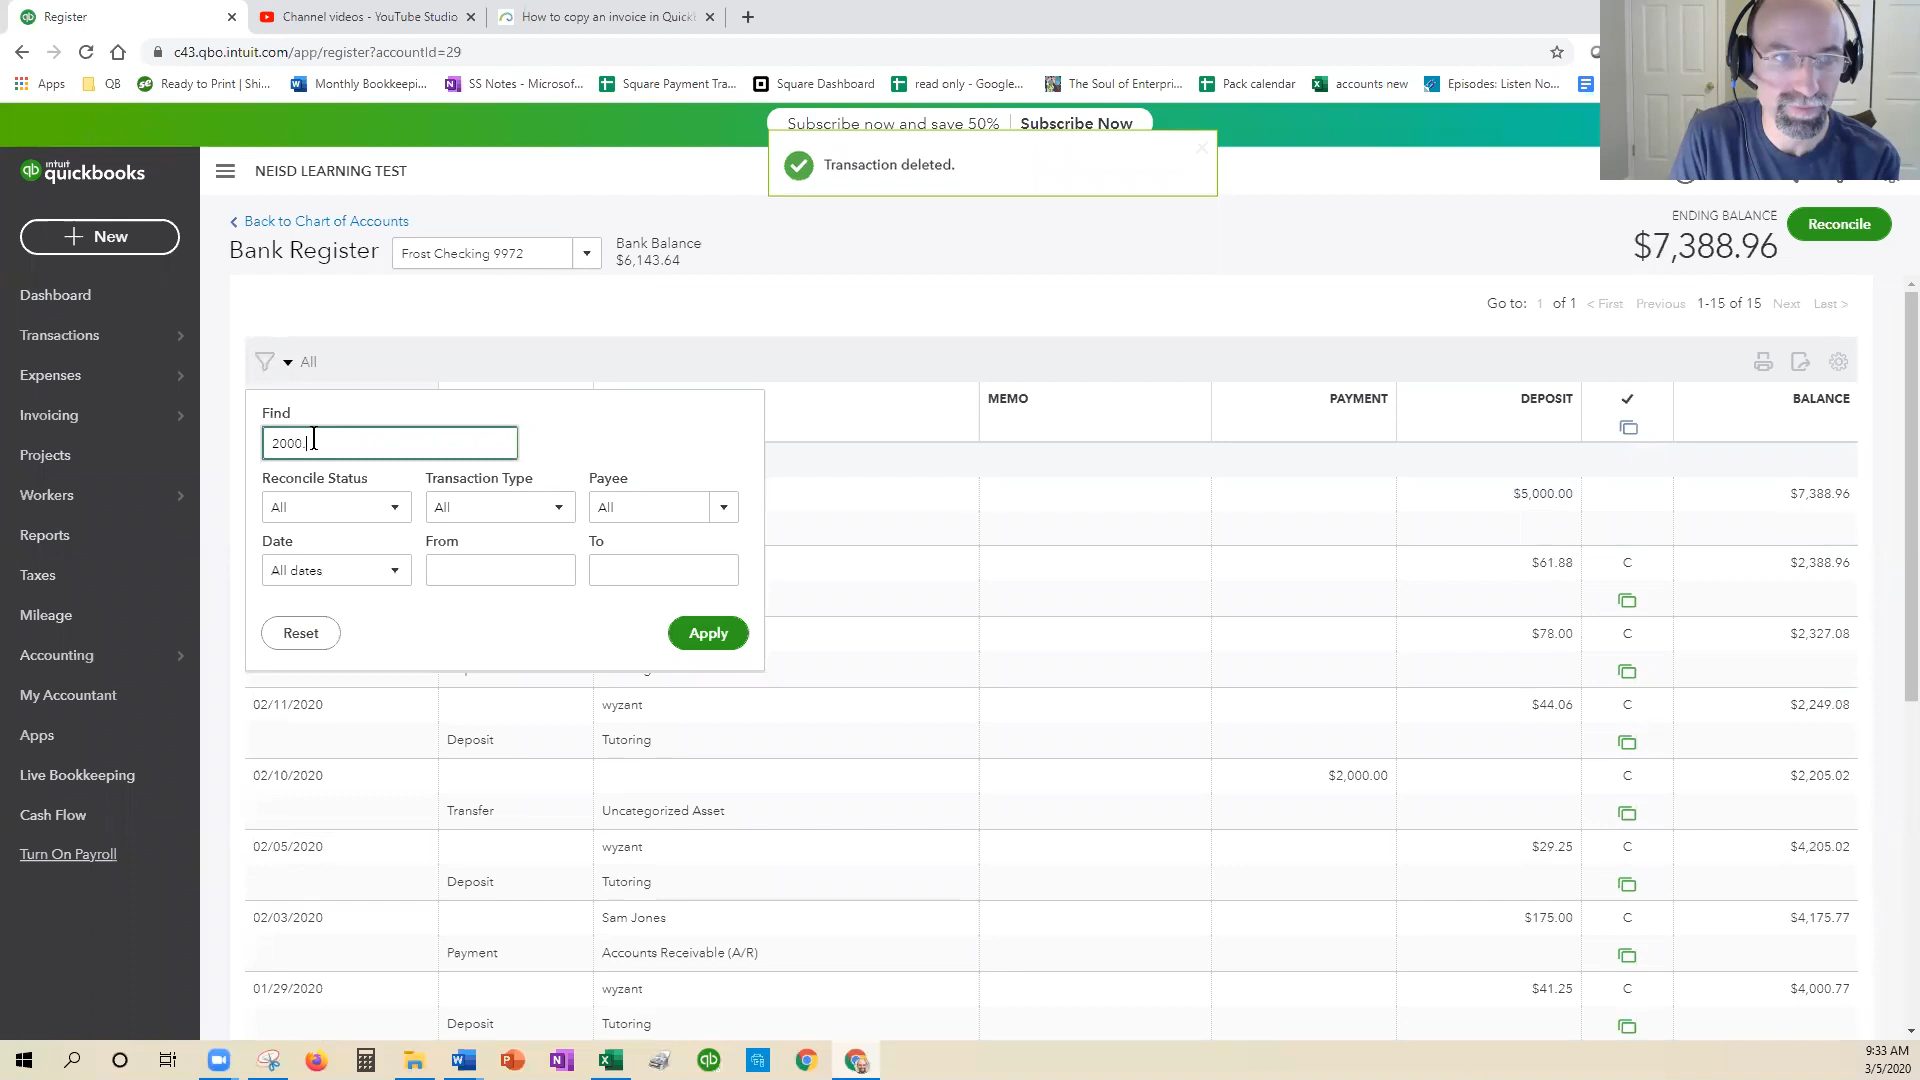 Register
Channel videos - YouTube Studio
How to copy an invoice in Quickl
c43.qbo.intuit.com/app/register?accountId=29
Apps
QB
Ready to Print | Shi...
Monthly Bookkeepi...
SS Notes - Microsof...
Square Payment Tra...
Square Dashboard
read only - Google...
The Soul of Enterpri...
Pack calendar
accounts new
Episodes: Listen No...
Subscribe now and save 50%
Subscribe Now
Transaction deleted.
intuit
quickbooks
NEISD LEARNING TEST
New
Dashboard
Transactions
Expenses
Invoicing
Projects
Workers
Reports
Taxes
Mileage
Accounting
My Accountant
Apps
Live Bookkeeping
Cash Flow
Turn On Payroll
< Back to Chart of Accounts
Bank Register
Frost Checking 9972
Bank Balance
$6,143.64
ENDING BALANCE
$7,388.96
Reconcile
Go to: 1 of 1 < First Previous 1-15 of 15 Next Last >
All
Find
2000.
Reconcile Status Transaction Type Payee
All All All
Date From To
All dates
Reset Apply
MEMO PAYMENT DEPOSIT ✓ BALANCE
$5,000.00 $7,388.96
$61.88 C $2,388.96
$78.00 C $2,327.08
02/11/2020 wyzant $44.06 C $2,249.08
Deposit Tutoring
02/10/2020 $2,000.00 C $2,205.02
Transfer Uncategorized Asset
02/05/2020 wyzant $29.25 C $4,205.02
Deposit Tutoring
02/03/2020 Sam Jones $175.00 C $4,175.77
Payment Accounts Receivable (A/R)
01/29/2020 wyzant $41.25 C $4,000.77
Deposit Tutoring
9:33 AM
3/5/2020